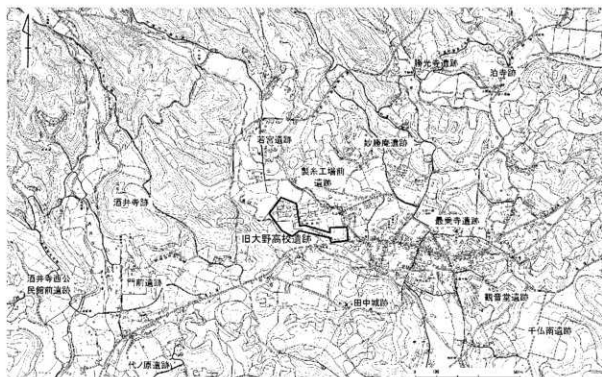 勝光寺遺跡
泊寺跡
若宮遺跡
妙勝庵遺跡
製糸工場前
遺跡
酒井寺跡
最乗寺遺跡
旧大野高校遺跡
酒井寺西公
民館前遺跡
門前遺跡
観音堂遺跡
田中城跡
千仏南遺跡
代ノ原遺跡